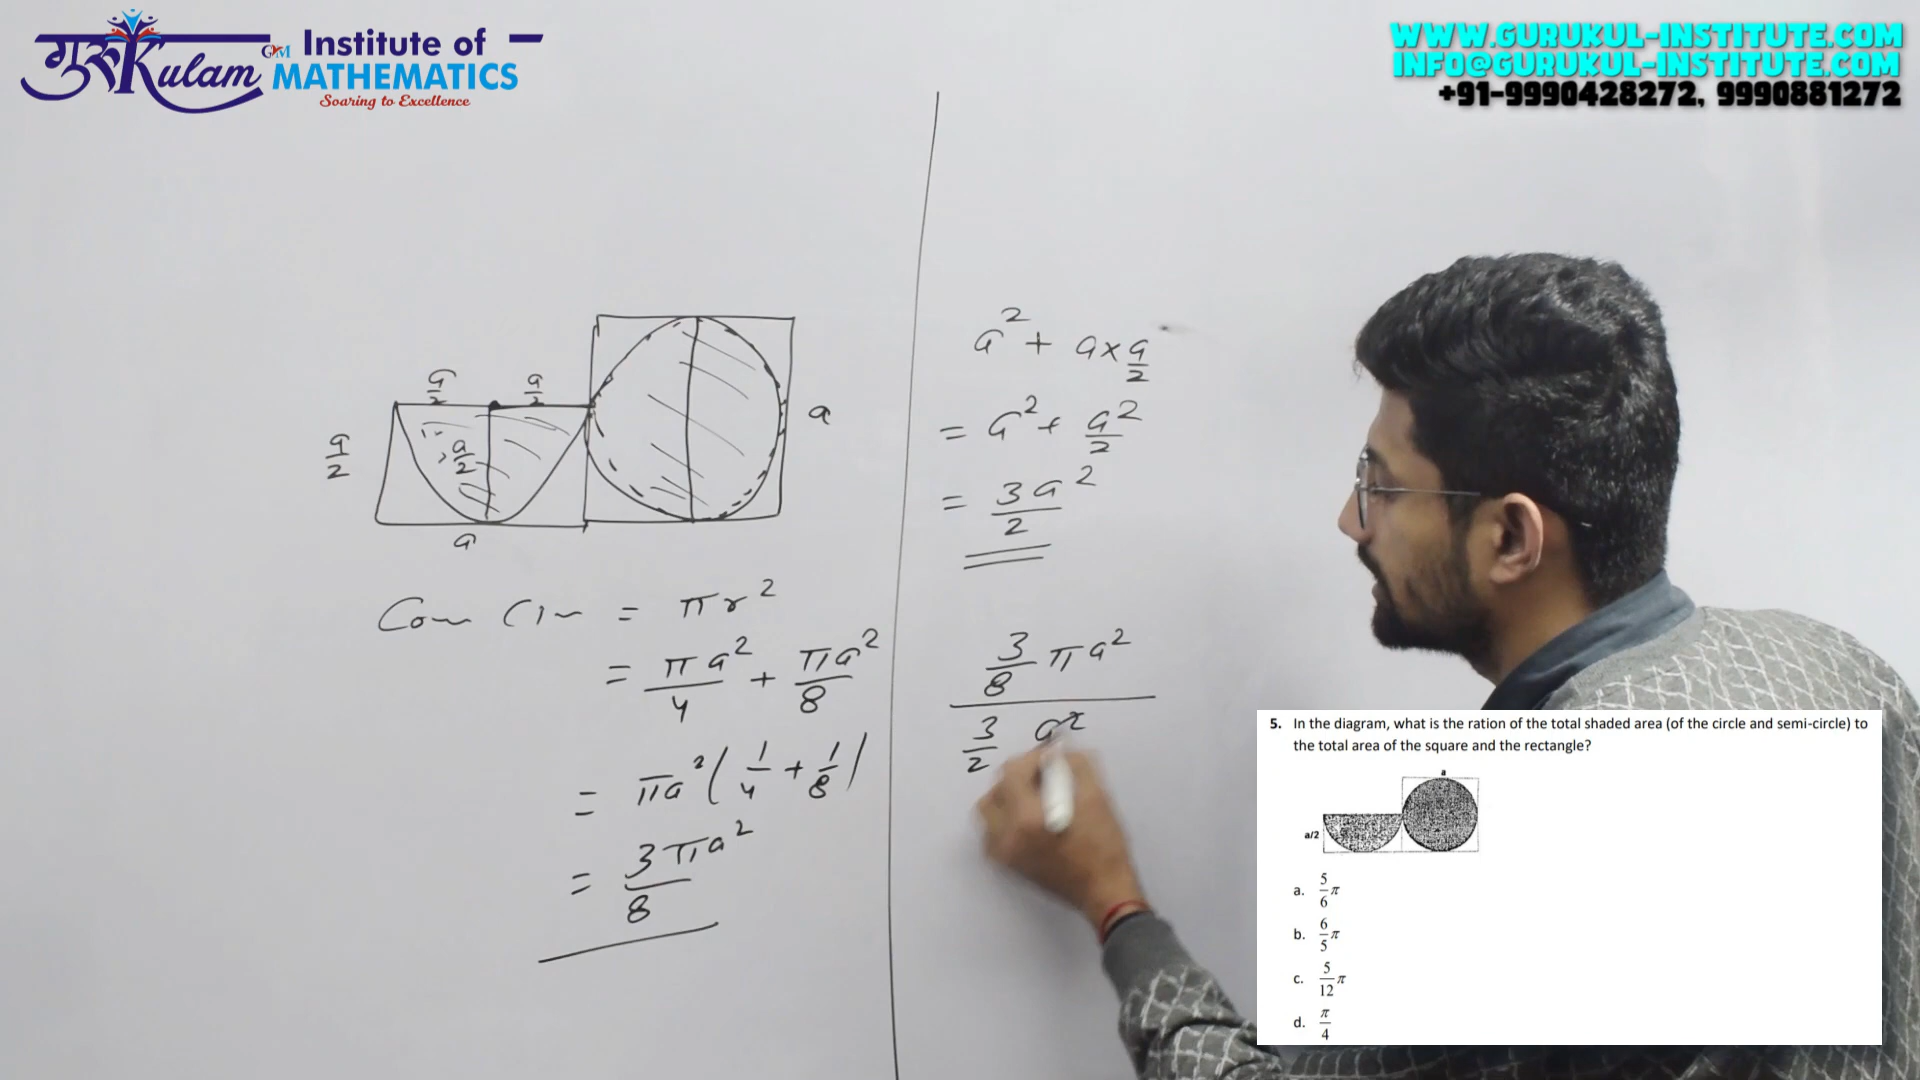 गुरुKulam
GKM Institute of
MATHEMATICS
Soaring to Excellence
WWW.GURUKUL-INSTITUTE.COM
INFO@GURUKUL-INSTITUTE.COM
+91-9990428272, 9990881272
a/2 a/2
a/2
a/2
a
a
= πr²
= πa²/4 + πa²/8
= πa² ( 1/4 + 1/8 )
= 3πa²/8
a² + a × a/2
= a² + a²/2
= 3a²/2
3/8 πa²
3/2 a²
5. In the diagram, what is the ration of the total shaded area (of the circle and semi-circle) to
the total area of the square and the rectangle?
a
a/2
a. 5/6 π
b. 6/5 π
c. 5/12 π
d. π/4